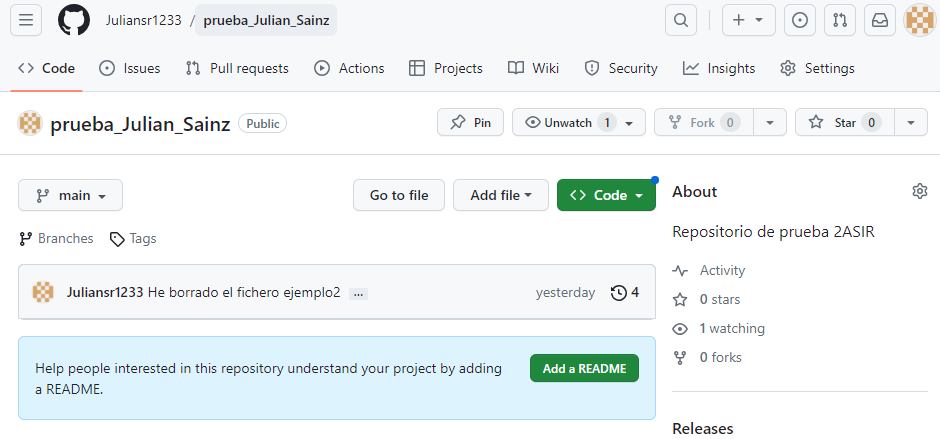 Juliansr1233 / prueba_Julian_Sainz
Code Issues Pull requests Actions Projects Wiki Security Insights Settings
prueba_Julian_Sainz Public Pin Unwatch 1 Fork 0 Star 0
main Go to file Add file Code
Branches Tags
Juliansr1233 He borrado el fichero ejemplo2 ... yesterday 4
Help people interested in this repository understand your project by adding
a README.
Add a README
About
Repositorio de prueba 2ASIR
Activity
0 stars
1 watching
0 forks
Releases